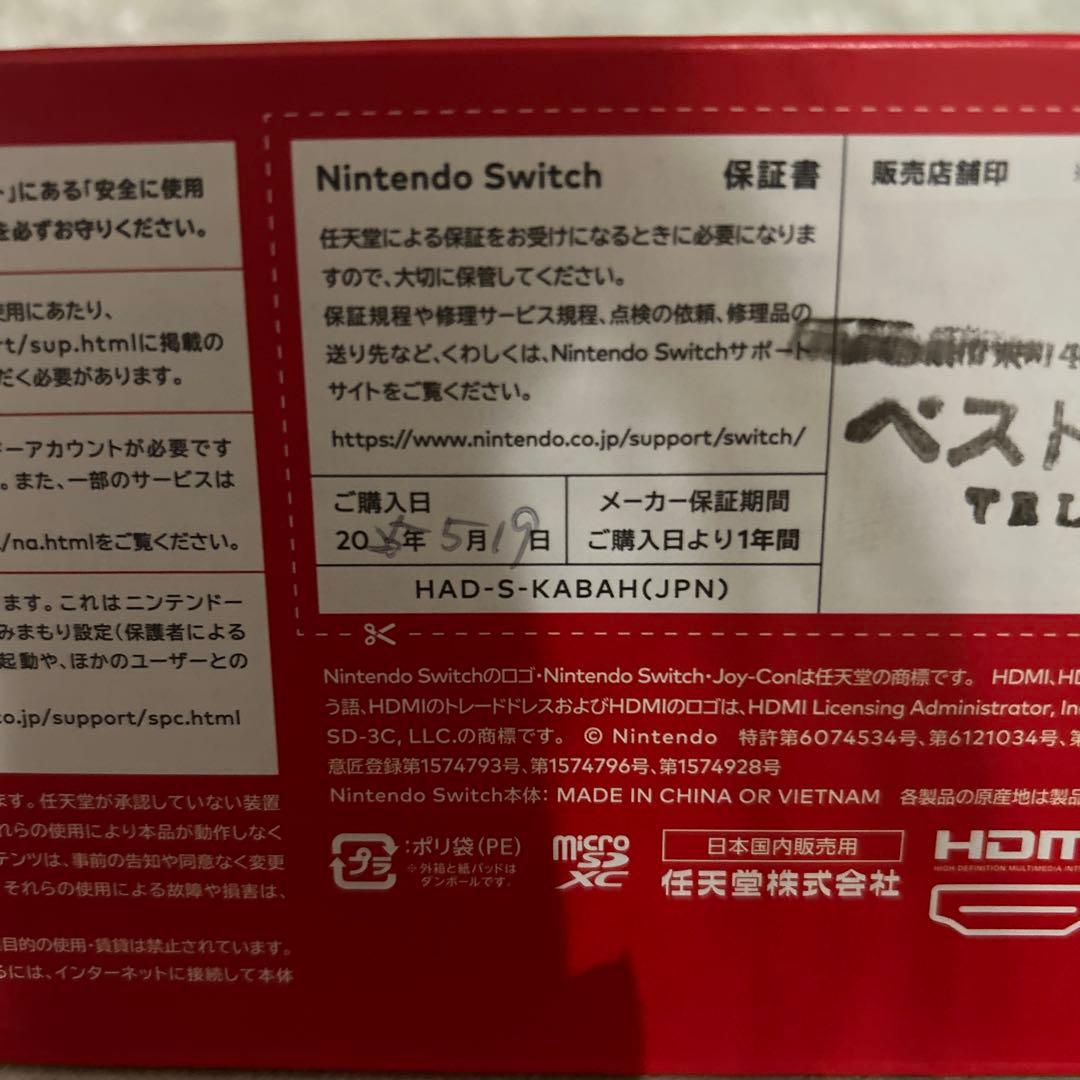 ト」にある「安全に使用
を必ずお守りください。
使用にあたり、
rt/sup.htmlに掲載の
だく必要があります。
ドーアカウントが必要です
。また、一部のサービスは
/na.htmlをご覧ください。
ます。これはニンテンドー
みまもり設定(保護者による
起動や、ほかのユーザーとの
co.jp/support/spc.html
ます。任天堂が承認していない装置
れらの使用により本品が動作しなく
テンツは、事前の告知や同意なく変更
それらの使用による故障や損害は、
目的の使用・賃貸は禁止されています。
るには、インターネットに接続して本体
Nintendo Switch 保証書
任天堂による保証をお受けになるときに必要になりま
すので、大切に保管してください。
保証規程や修理サービス規程、点検の依頼、修理品の
送り先など、くわしくは、Nintendo Switchサポート
サイトをご覧ください。
https://www.nintendo.co.jp/support/switch/
ご購入日
20 年 5月19日
メーカー保証期間
ご購入日より1年間
HAD-S-KABAH(JPN)
販売店舗印
ベスト
TEL
Nintendo Switchのロゴ・Nintendo Switch・Joy-Conは任天堂の商標です。 HDMI、HD
う語、HDMIのトレードドレスおよびHDMIのロゴは、HDMI Licensing Administrator, In
SD-3C, LLC.の商標です。 © Nintendo 特許第6074534号、第6121034号、第
意匠登録第1574793号、第1574796号、第1574928号
Nintendo Switch本体: MADE IN CHINA OR VIETNAM 各製品の原産地は製品
プラ :ポリ袋(PE)
※外箱と紙パッドは
ダンボールです。
micro SD XC
日本国内販売用
任天堂株式会社
HDM
HIGH-DEFINITION MULTIMEDIA INT